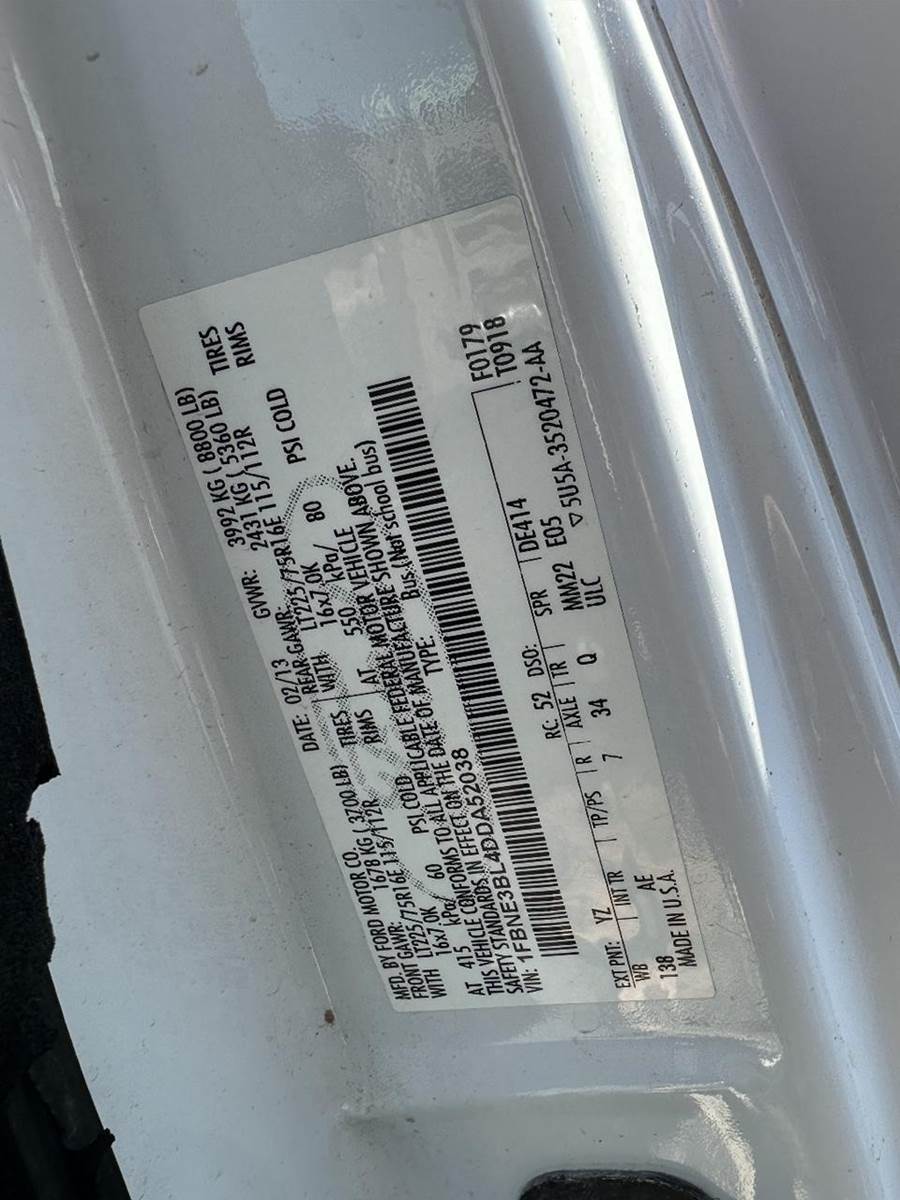 MFD. BY FORD MOTOR CO.
DATE: 02/13 GVWR: 3992 KG ( 8800 LB)
FRONT GAWR: 1678 KG ( 3700 LB) REAR GAWR: 2431 KG ( 5360 LB)
WITH LT225/75R16E 115/112R TIRES WITH LT225/75R16E 115/112R TIRES
16x7.0K RIMS 16x7.0K RIMS
AT 415 kPa/ 60 PSI COLD AT 550 kPa/ 80 PSI COLD
THIS VEHICLE CONFORMS TO ALL APPLICABLE FEDERAL MOTOR VEHICLE
SAFETY STANDARDS IN EFFECT ON THE DATE OF MANUFACTURE SHOWN ABOVE.
VIN: 1FBNE3BL4DDA52038 TYPE: Bus (Not School bus)
F0179
T0918
EXT PNT: YZ RC: 52 DSO:
WB INT TR TP/PS R AXLE TR SPR DE414
138 AE 7 34 Q MM22 E05
MADE IN U.S.A. ULC ▽5U5A-3520472-AA